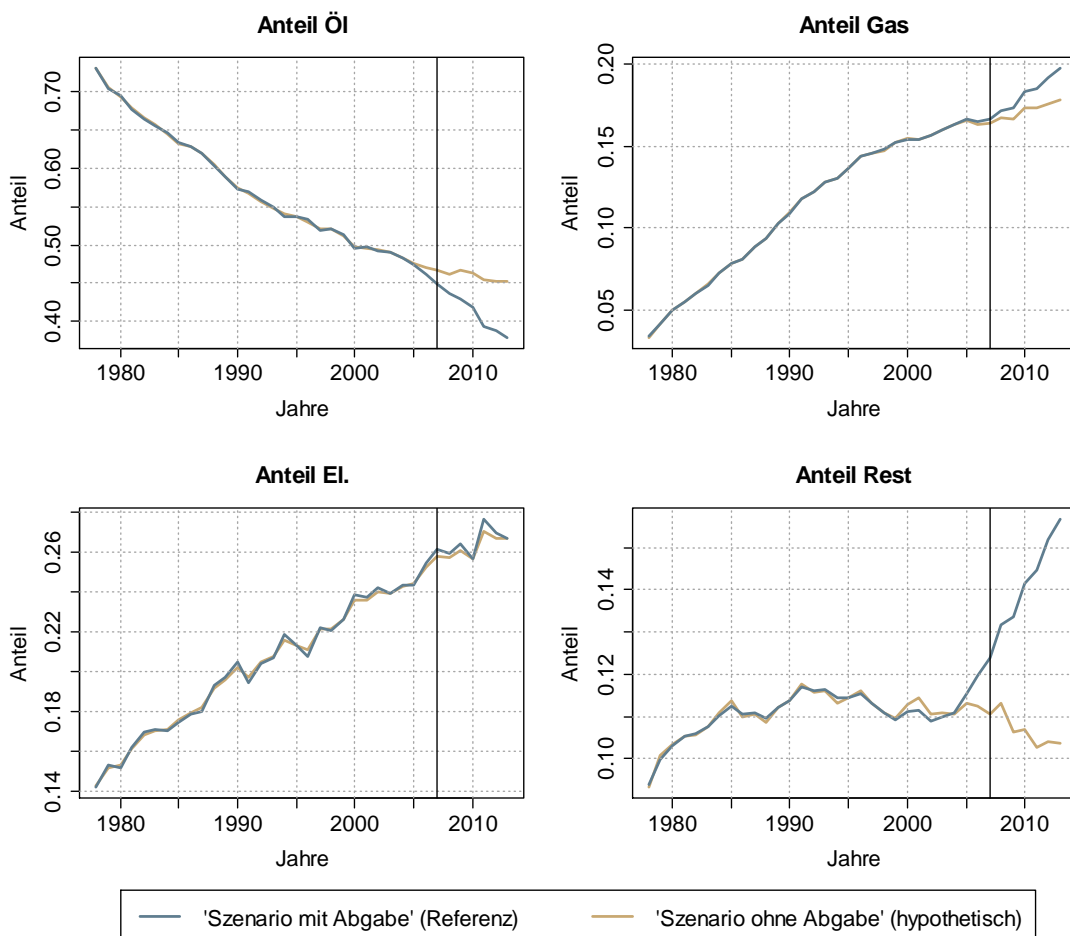 Anteil Öl
0.70
0.60
0.50
0.40
Anteil
1980
1990
2000
2010
Jahre
Anteil Gas
0.20
0.15
0.10
0.05
Anteil
1980
1990
2000
2010
Jahre
Anteil El.
0.26
0.22
0.18
0.14
Anteil
1980
1990
2000
2010
Jahre
Anteil Rest
0.14
0.12
0.10
Anteil
1980
1990
2000
2010
Jahre
'Szenario mit Abgabe' (Referenz)
'Szenario ohne Abgabe' (hypothetisch)